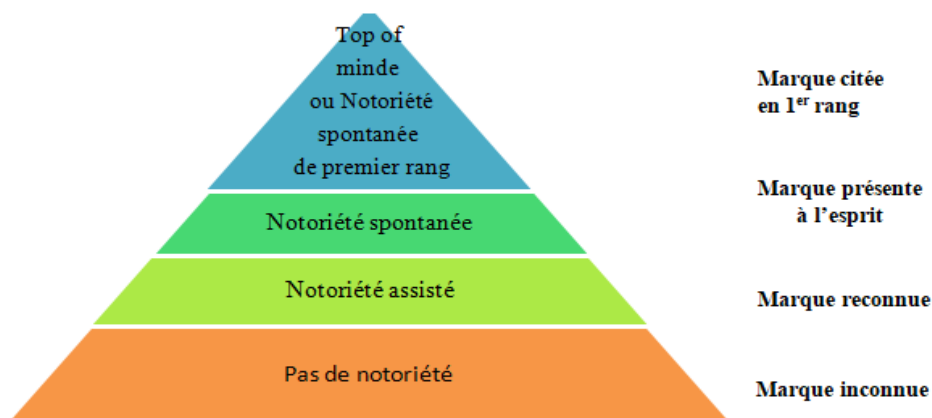 Top of
minde
ou Notoriété
spontanée
de premier rang
Marque citée
en 1er rang
Notoriété spontanée
Marque présente
à l’esprit
Notoriété assisté
Marque reconnue
Pas de notoriété
Marque inconnue